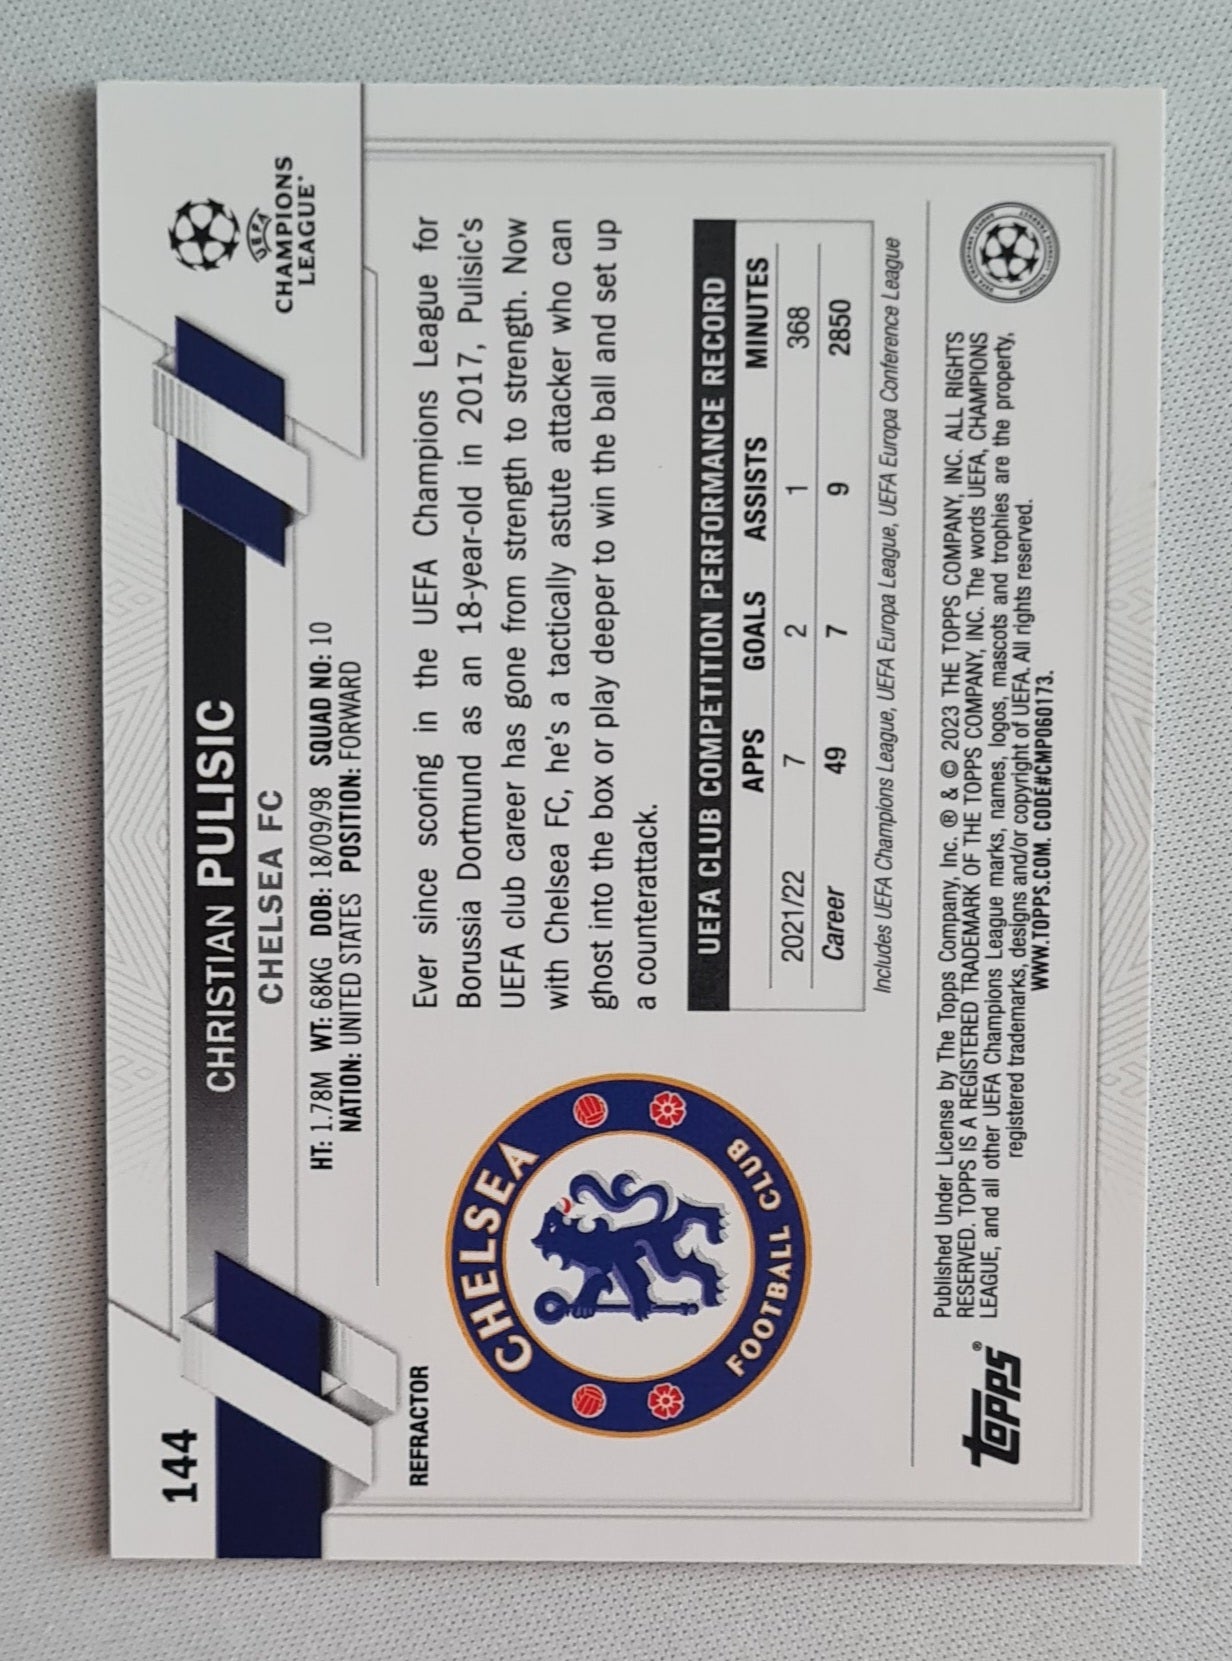 144
CHRISTIAN PULISIC
CHELSEA FC
HT: 1.78M WT: 68KG DOB: 18/09/98 SQUAD NO: 10
NATION: UNITED STATES POSITION: FORWARD
UEFA
CHAMPIONS
LEAGUE
REFRACTOR
CHELSEA
FOOTBALL CLUB
Ever since scoring in the UEFA Champions League for
Borussia Dortmund as an 18-year-old in 2017, Pulisic's
UEFA club career has gone from strength to strength. Now
with Chelsea FC, he's a tactically astute attacker who can
ghost into the box or play deeper to win the ball and set up
a counterattack.
UEFA CLUB COMPETITION PERFORMANCE RECORD
APPS GOALS ASSISTS MINUTES
2021/22 7 2 1 368
Career 49 7 9 2850
Includes UEFA Champions League, UEFA Europa League, UEFA Europa Conference League
topps®
Published Under License by The Topps Company, Inc. ® & © 2023 THE TOPPS COMPANY, INC. ALL RIGHTS
RESERVED. TOPPS IS A REGISTERED TRADEMARK OF THE TOPPS COMPANY, INC. The words UEFA, CHAMPIONS
LEAGUE, and all other UEFA Champions League marks, names, logos, mascots and trophies are the property,
registered trademarks, designs and/or copyright of UEFA. All rights reserved.
WWW.TOPPS.COM. CODE#CMP060173.